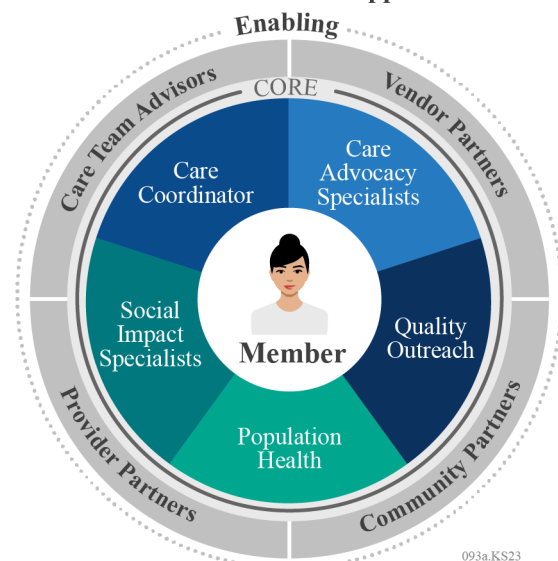 Enabling
CORE
Care Team Advisors
Vendor Partners
Care
Coordinator
Care
Advocacy
Specialists
Social
Impact
Specialists
Quality
Outreach
Member
Population
Health
Provider Partners
Community Partners
093a.KS23